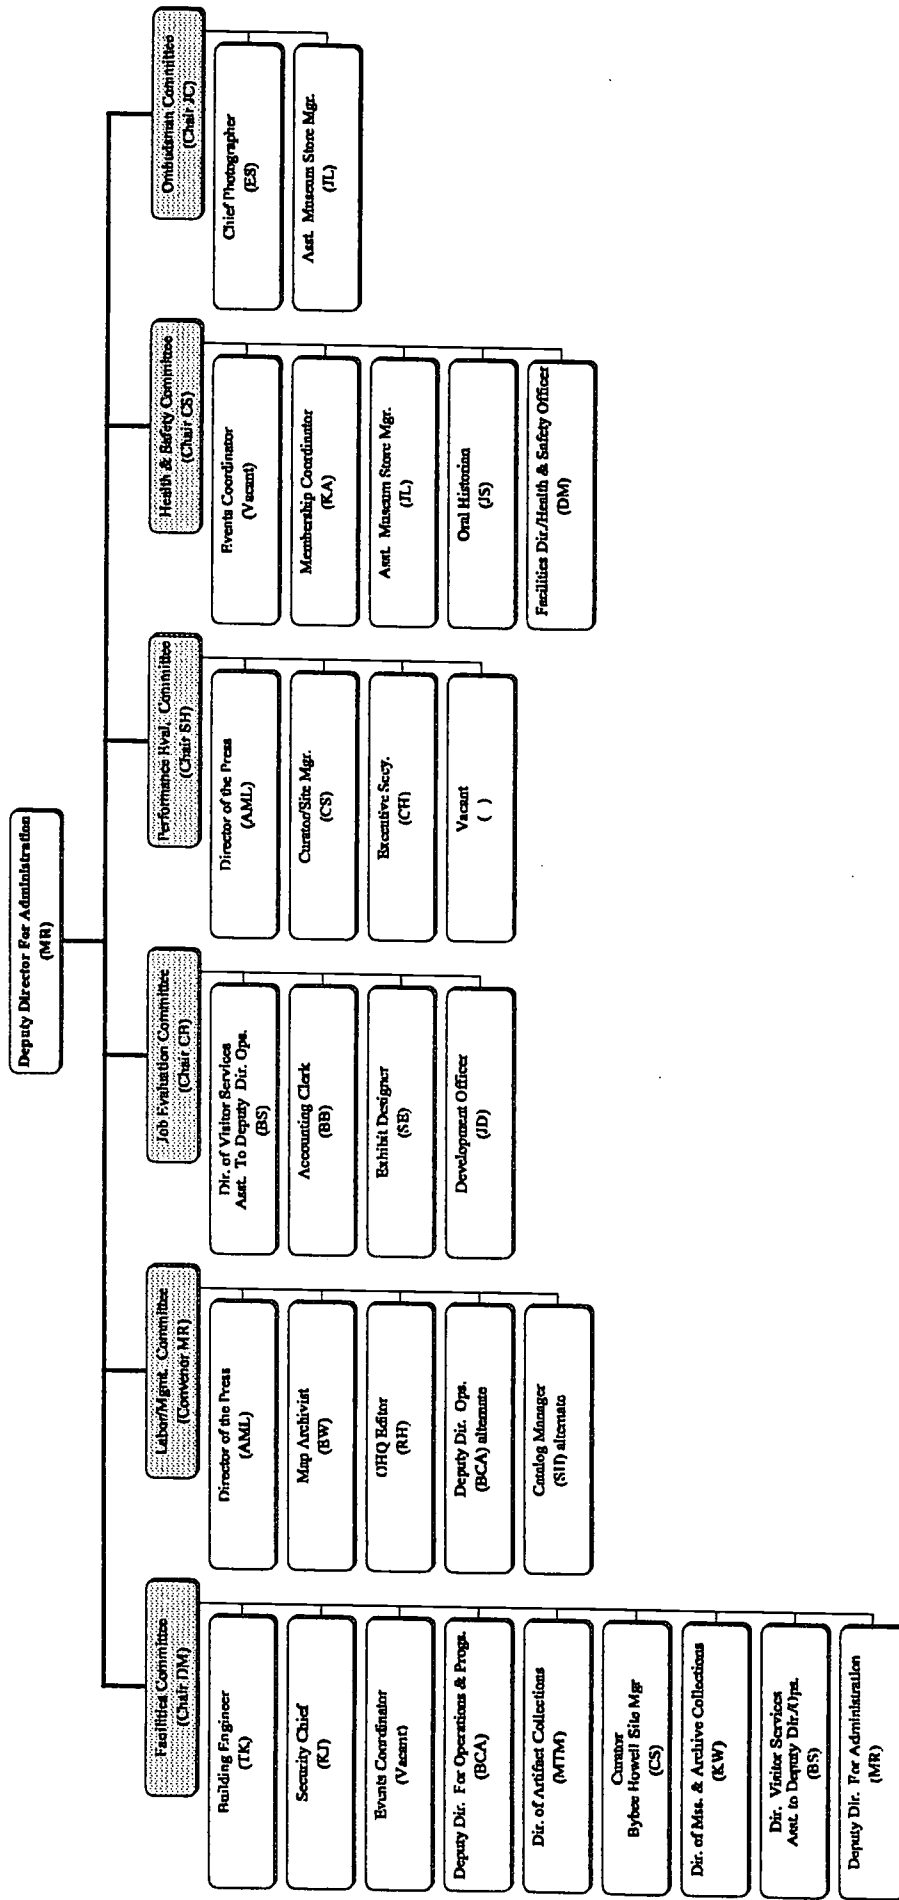 Deputy Director For Administration
(MR)
Facilities Committee
(Chair DM)
Building Engineer
(TK)
Security Chief
(KJ)
Events Coordinator
(Vacant)
Deputy Dir. For Operations & Progs.
(BCA)
Dir. of Artifact Collections
(MTM)
Curator
Bybee Howell Site Mgr
(CS)
Dir. of Mss. & Archive Collections
(KW)
Dir. Visitor Services
Asst. to Deputy Dir./Ops.
(BS)
Deputy Dir. For Administration
(MR)
Labor/Mgmt. Committee
(Convenor MR)
Director of the Press
(AML)
Map Archivist
(EW)
OHQ Editor
(RH)
Deputy Dir. Ops.
(BCA) alternate
Catalog Manager
alternate
Job Evaluation Committee
(Chair CR)
Dir. of Visitor Services
Asst. To Deputy Dir. Ops.
(BS)
Accounting Clerk
(BB)
Exhibit Designer
(SE)
Development Officer
(JD)
Performance Eval. Committee
(Chair SH)
Director of the Press
(AML)
Curator/Site Mgr.
(CS)
Executive Secy.
(CH)
Vacant
( )
Health & Safety Committee
(Chair CS)
Events Coordinator
(Vacant)
Membership Coordinator
(KA)
Asst. Museum Store Mgr.
(JL)
Oral Historian
(JS)
Facilities Dir./Health & Safety Officer
(DM)
Ombudsman Committee
(Chair JC)
Chief Photographer
(ES)
Asst. Museum Store Mgr.
(JL)